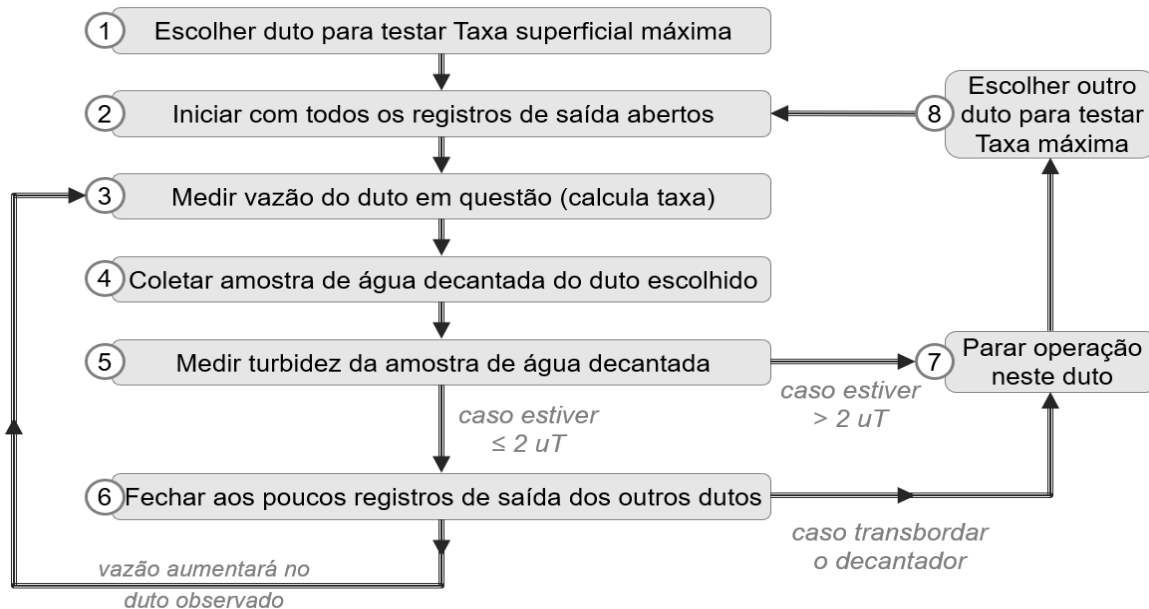 1 Escolher duto para testar Taxa superficial máxima
2 Iniciar com todos os registros de saída abertos
3 Medir vazão do duto em questão (calcula taxa)
4 Coletar amostra de água decantada do duto escolhido
5 Medir turbidez da amostra de água decantada
caso estiver
≤ 2 uT
caso estiver
> 2 uT
6 Fechar aos poucos registros de saída dos outros dutos
vazão aumentará no
duto observado
caso transbordar
o decantador
7 Parar operação
neste duto
8 Escolher outro
duto para testar
Taxa máxima